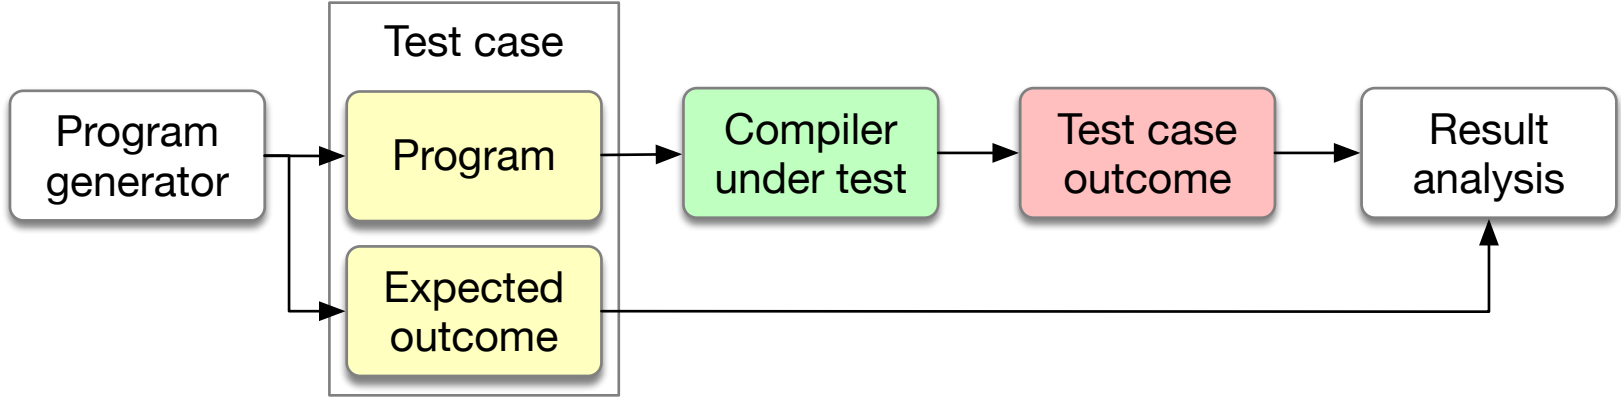 Test case
Program
generator
Program
Compiler
under test
Test case
outcome
Result
analysis
Expected
outcome